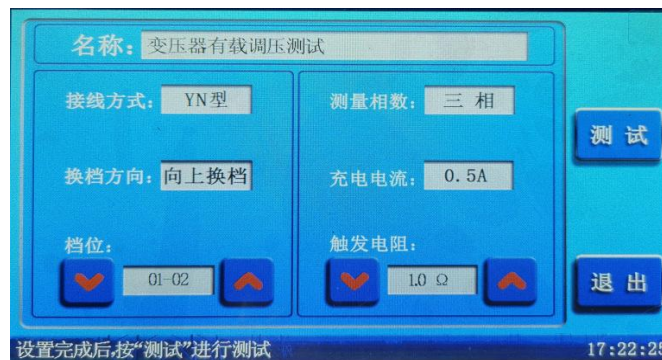 名称：变压器有载调压测试
接线方式：YN型
测量相数：三 相
测 试
换档方向：向上换档
充电电流：0.5A
档位：
触发电阻：
01-02
1.0 Ω
退 出
设置完成后,按“测试”进行测试
17:22:25